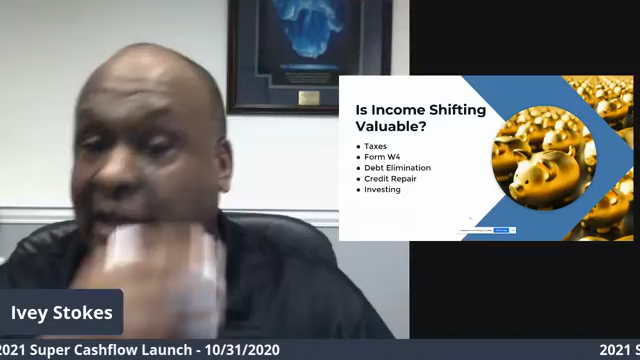 Is Income Shifting
Valuable?
● Taxes
● Form W4
● Debt Elimination
● Credit Repair
● Investing
Ivey Stokes
2021 Super Cashflow Launch - 10/31/2020
2021 S